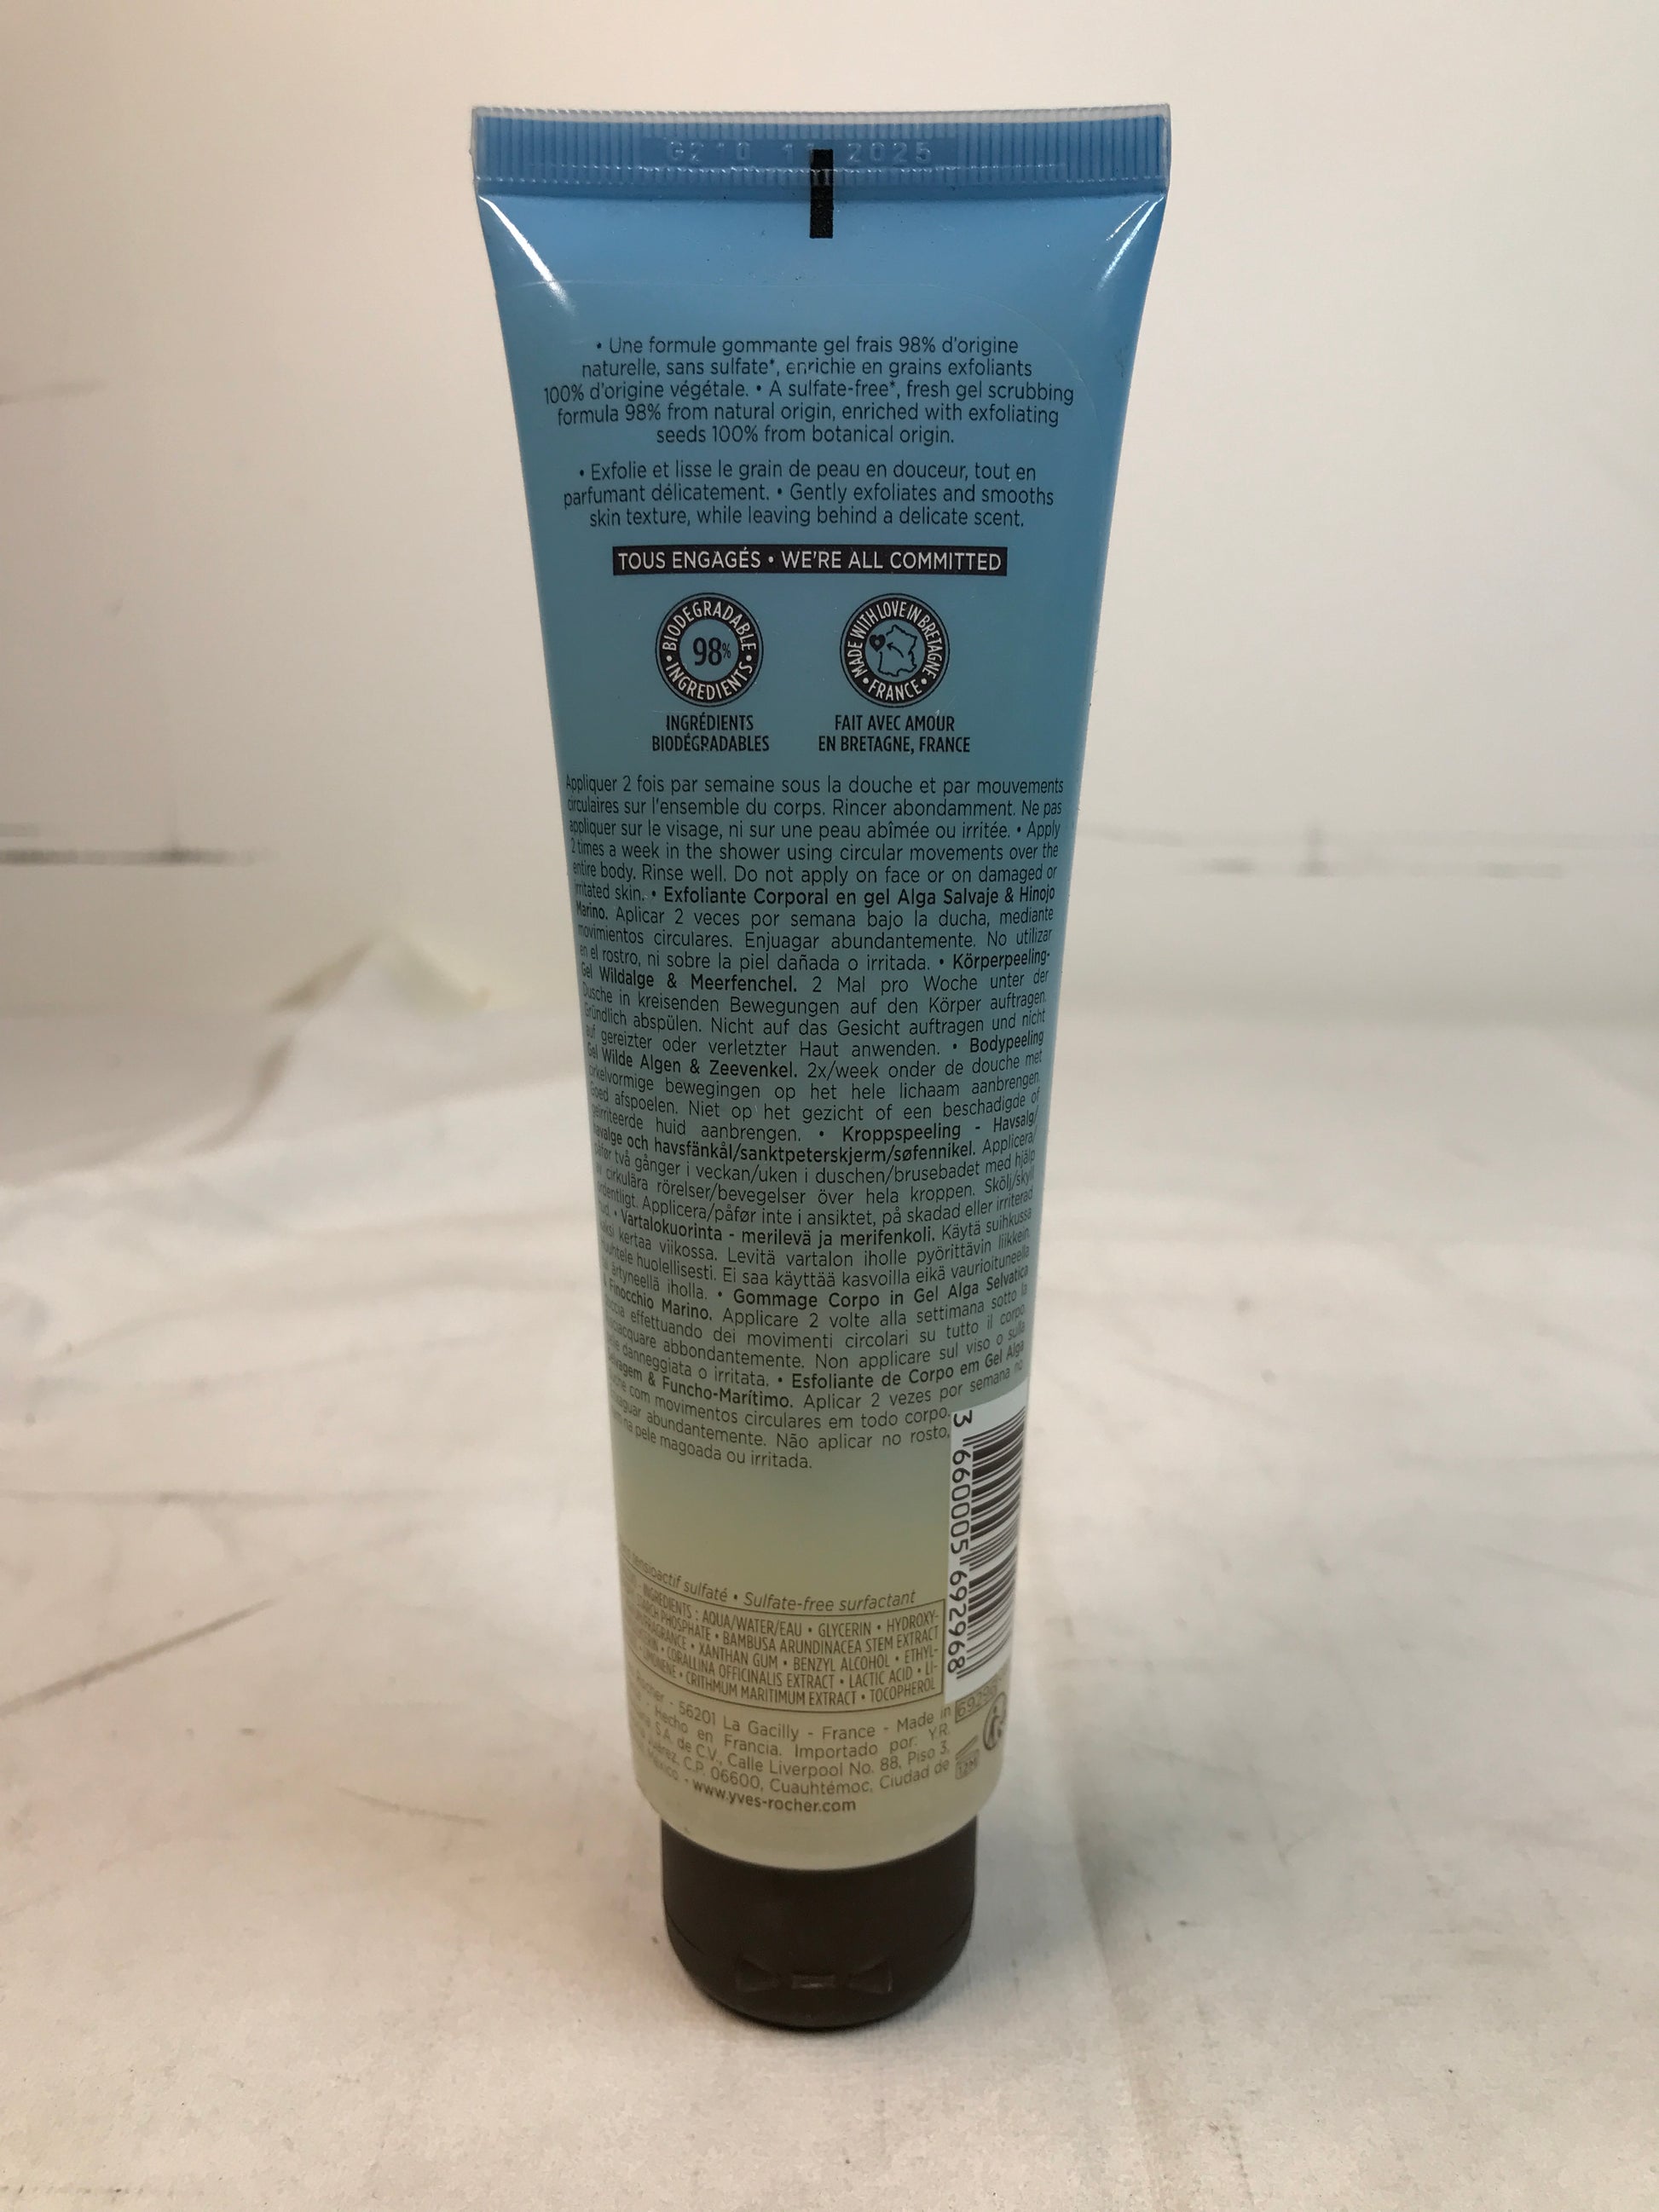 G210 11 2025
• Une formule gommante gel frais 98% d'origine
naturelle, sans sulfate*, enrichie en grains exfoliants
100% d'origine végétale. • A sulfate-free*, fresh gel scrubbing
formula 98% from natural origin, enriched with exfoliating
seeds 100% from botanical origin.
• Exfolie et lisse le grain de peau en douceur, tout en
parfumant délicatement. • Gently exfoliates and smooths
skin texture, while leaving behind a delicate scent.
TOUS ENGAGÉS • WE'RE ALL COMMITTED
BIODEGRADABLE • INGREDIENTS •
98%
MADE WITH LOVE IN BRETAGNE • FRANCE •
INGRÉDIENTS
BIODÉGRADABLES
FAIT AVEC AMOUR
EN BRETAGNE, FRANCE
Appliquer 2 fois par semaine sous la douche et par mouvements
circulaires sur l'ensemble du corps. Rincer abondamment. Ne pas
appliquer sur le visage, ni sur une peau abîmée ou irritée. • Apply
2 times a week in the shower using circular movements over the
entire body. Rinse well. Do not apply on face or on damaged or
irritated skin. • Exfoliante Corporal en gel Alga Salvaje & Hinojo
Marino. Aplicar 2 veces por semana bajo la ducha, mediante
movimientos circulares. Enjuagar abundantemente. No utilizar
en el rostro, ni sobre la piel dañada o irritada. • Körperpeeling-
Gel Wildalge & Meerfenchel. 2 Mal pro Woche unter der
Dusche in kreisenden Bewegungen auf den Körper auftragen.
Gründlich abspülen. Nicht auf das Gesicht auftragen und nicht
auf gereizter oder verletzter Haut anwenden. • Bodypeeling
Gel Wilde Algen & Zeevenkel. 2x/week onder de douche met
cirkelvormige bewegingen op het hele lichaam aanbrengen.
Goed afspoelen. Niet op het gezicht of een beschadigde of
geïrriteerde huid aanbrengen. • Kroppspeeling - Havsalg/
havalge och havsfänkål/sanktpeterskjerm/søfennikel. Applicera/
påfør två gånger i veckan/uken i duschen/brusebadet med hjälp
cirkulära rörelser/bevegelser över hela kroppen. Skölj/skyll
ordentligt. Applicera/påfør inte i ansiktet, på skadad eller irriterad
• Vartalokuorinta - merilevä ja merifenkoli. Käytä suihkussa
kertaa viikossa. Levitä vartalon iholle pyörittävin liikkein.
huolellisesti. Ei saa käyttää kasvoilla eikä vaurioituneella
ärtyneellä iholla. • Gommage Corpo in Gel Alga Selvatica
& Finocchio Marino. Applicare 2 volte alla settimana sotto la
effettuando dei movimenti circolari su tutto il corpo.
abbondantemente. Non applicare sul viso o sulla
danneggiata o irritata. • Esfoliante de Corpo em Gel Alga
Selvagem & Funcho-Marítimo. Aplicar 2 vezes por semana no
com movimentos circulares em todo corpo.
abundantemente. Não aplicar no rosto,
na pele magoada ou irritada.
tensioactif sulfaté • Sulfate-free surfactant
INGREDIENTS : AQUA/WATER/EAU • GLYCERIN • HYDROXY-
STARCH PHOSPHATE • BAMBUSA ARUNDINACEA STEM EXTRACT
FRAGRANCE • XANTHAN GUM • BENZYL ALCOHOL • ETHYL-
• CORALLINA OFFICINALIS EXTRACT • LACTIC ACID • LI-
• CRITHMUM MARITIMUM EXTRACT • TOCOPHEROL
3 660005 692968
Rocher - 56201 La Gacilly - France - Made in
- Hecho en Francia. Importado por: Y.R.
S.A. de C.V., Calle Liverpool No. 88, Piso 3,
Juárez, C.P. 06600, Cuauhtémoc, Ciudad de
México - www.yves-rocher.com
12M